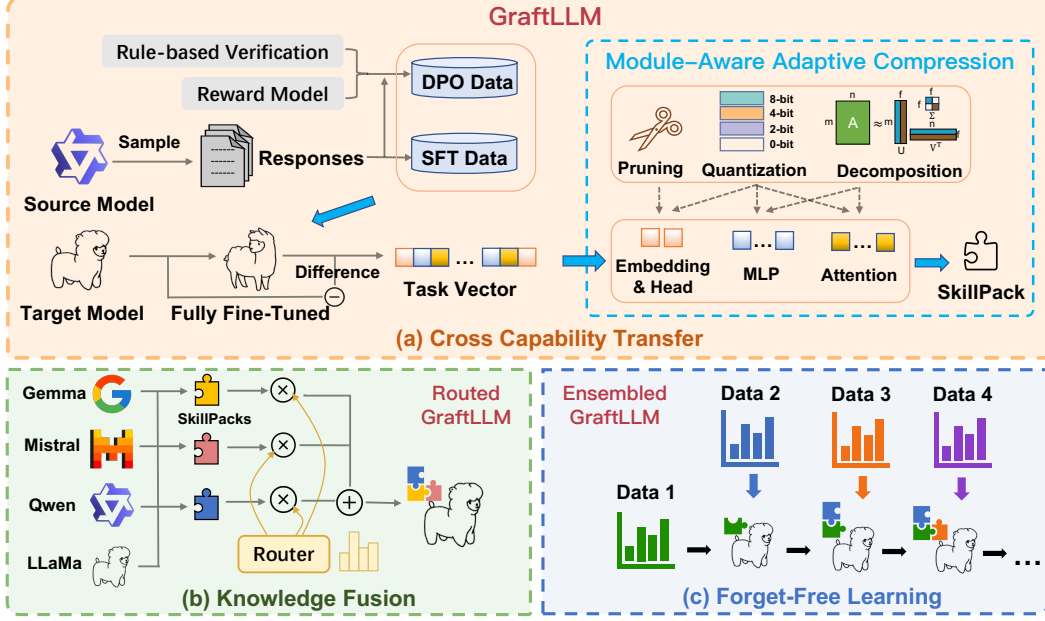 GraftLLM
Rule-based Verification
Reward Model
DPO Data
SFT Data
Sample
Responses
Source Model
Target Model
Fully Fine-Tuned
Difference
Task Vector
Module-Aware Adaptive Compression
Pruning
8-bit
4-bit
2-bit
0-bit
Quantization
n
m
A
≈
m
f
U
f
f
Σ
n
f
V^T
Decomposition
Embedding
& Head
MLP
Attention
SkillPack
(a) Cross Capability Transfer
Gemma
Mistral
Qwen
LLaMa
SkillPacks
Router
Routed
GraftLLM
(b) Knowledge Fusion
Ensembled
GraftLLM
Data 1
Data 2
Data 3
Data 4
...
(c) Forget-Free Learning